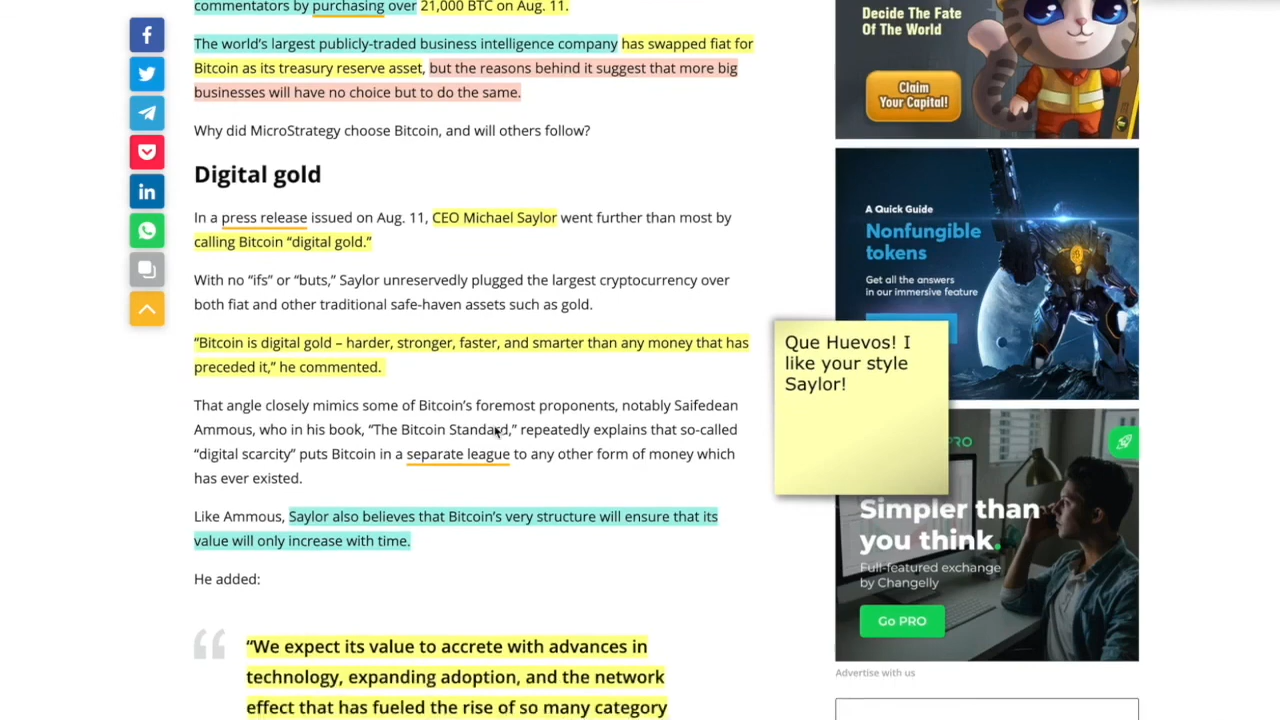 commentators by purchasing over 21,000 BTC on Aug. 11.
The world's largest publicly-traded business intelligence company has swapped fiat for
Bitcoin as its treasury reserve asset, but the reasons behind it suggest that more big
businesses will have no choice but to do the same.
Why did MicroStrategy choose Bitcoin, and will others follow?
Digital gold
In a press release issued on Aug. 11, CEO Michael Saylor went further than most by
calling Bitcoin “digital gold.”
With no “ifs” or “buts,” Saylor unreservedly plugged the largest cryptocurrency over
both fiat and other traditional safe-haven assets such as gold.
“Bitcoin is digital gold – harder, stronger, faster, and smarter than any money that has
preceded it,” he commented.
That angle closely mimics some of Bitcoin's foremost proponents, notably Saifedean
Ammous, who in his book, “The Bitcoin Standard,” repeatedly explains that so-called
“digital scarcity” puts Bitcoin in a separate league to any other form of money which
has ever existed.
Like Ammous, Saylor also believes that Bitcoin's very structure will ensure that its
value will only increase with time.
He added:
“We expect its value to accrete with advances in
technology, expanding adoption, and the network
effect that has fueled the rise of so many category
Decide The Fate
Of The World
Claim
Your Capital!
A Quick Guide
Nonfungible
tokens
Get all the answers
in our immersive feature
Que Huevos! I
like your style
Saylor!
PRO
Simpler than
you think.
Full-featured exchange
by Changelly
Go PRO
Advertise with us